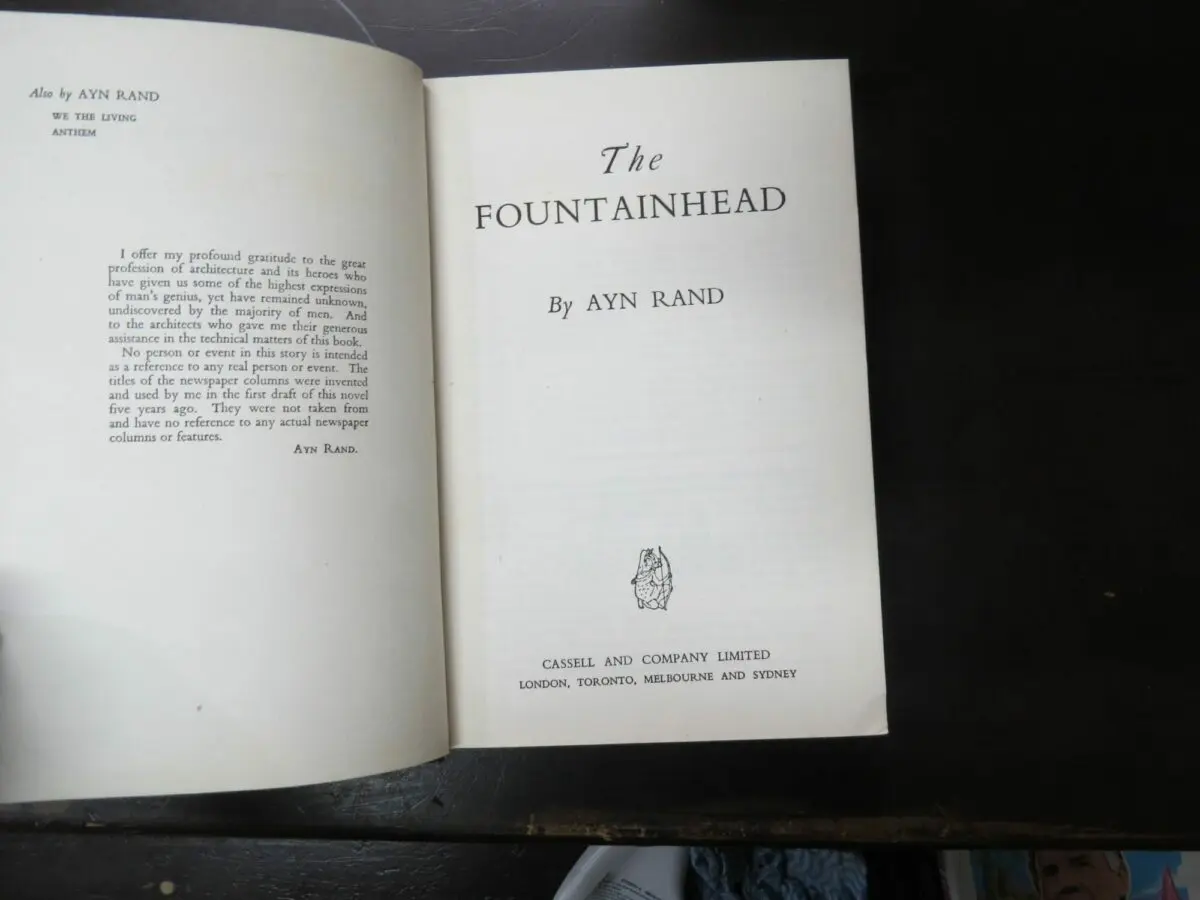 Also by AYN RAND
WE THE LIVING
ANTHEM
I offer my profound gratitude to the great
profession of architecture and its heroes who
have given us some of the highest expressions
of man's genius, yet have remained unknown,
undiscovered by the majority of men. And
to the architects who gave me their generous
assistance in the technical matters of this book.
No person or event in this story is intended
as a reference to any real person or event. The
titles of the newspaper columns were invented
and used by me in the first draft of this novel
five years ago. They were not taken from
and have no reference to any actual newspaper
columns or features.
AYN RAND.
The
FOUNTAINHEAD
By AYN RAND
CASSELL AND COMPANY LIMITED
LONDON, TORONTO, MELBOURNE AND SYDNEY